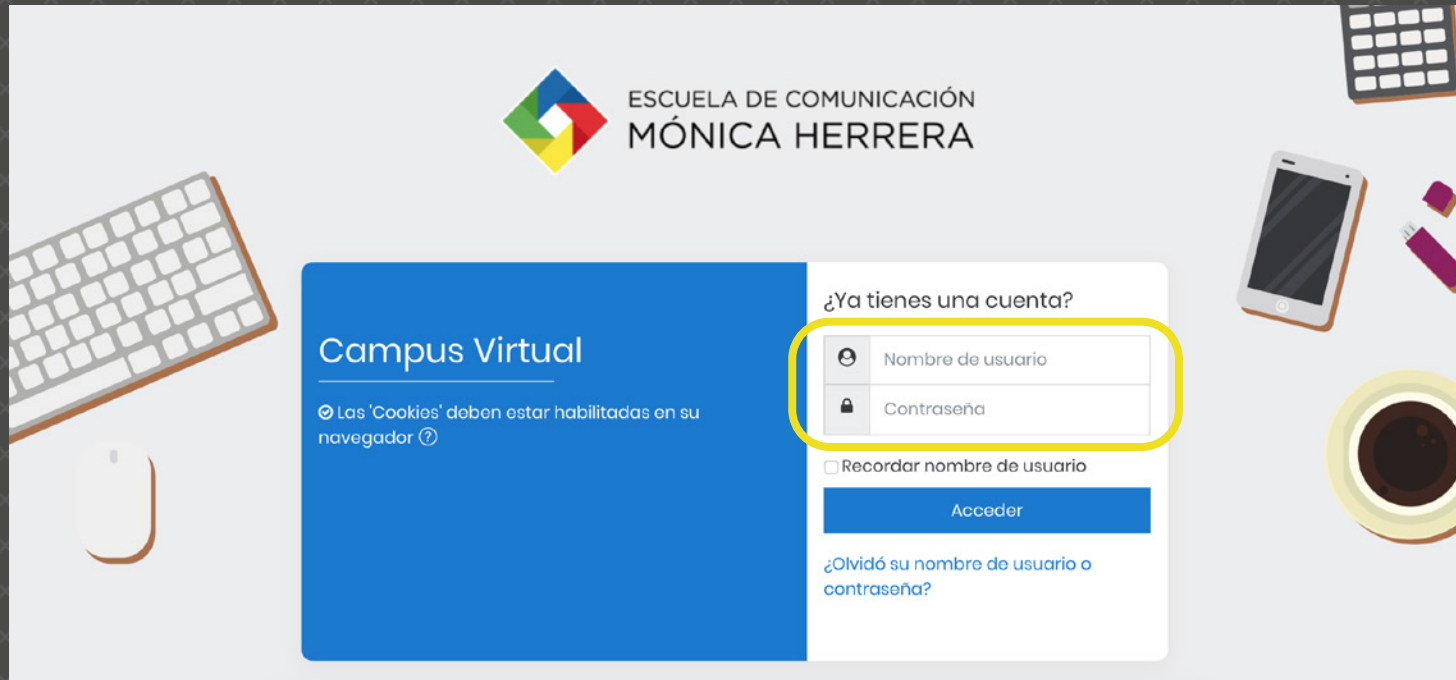 ESCUELA DE COMUNICACIÓN
MÓNICA HERRERA
Campus Virtual
Las 'Cookies' deben estar habilitadas en su
navegador
¿Ya tienes una cuenta?
Nombre de usuario
Contraseña
Recordar nombre de usuario
Acceder
¿Olvidó su nombre de usuario o
contraseña?